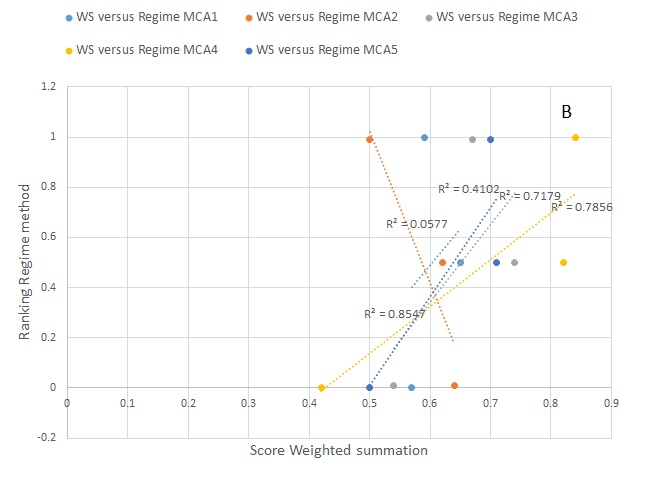 WS versus Regime MCA1 WS versus Regime MCA2 WS versus Regime MCA3
WS versus Regime MCA4 WS versus Regime MCA5
1.2
B
1
0.8
R² = 0.4102 R² = 0.7179
R² = 0.7856
R² = 0.0577
0.6
0.4
R² = 0.8547
0.2
0
0 0.1 0.2 0.3 0.4 0.5 0.6 0.7 0.8 0.9
-0.2
Ranking Regime method
Score Weighted summation